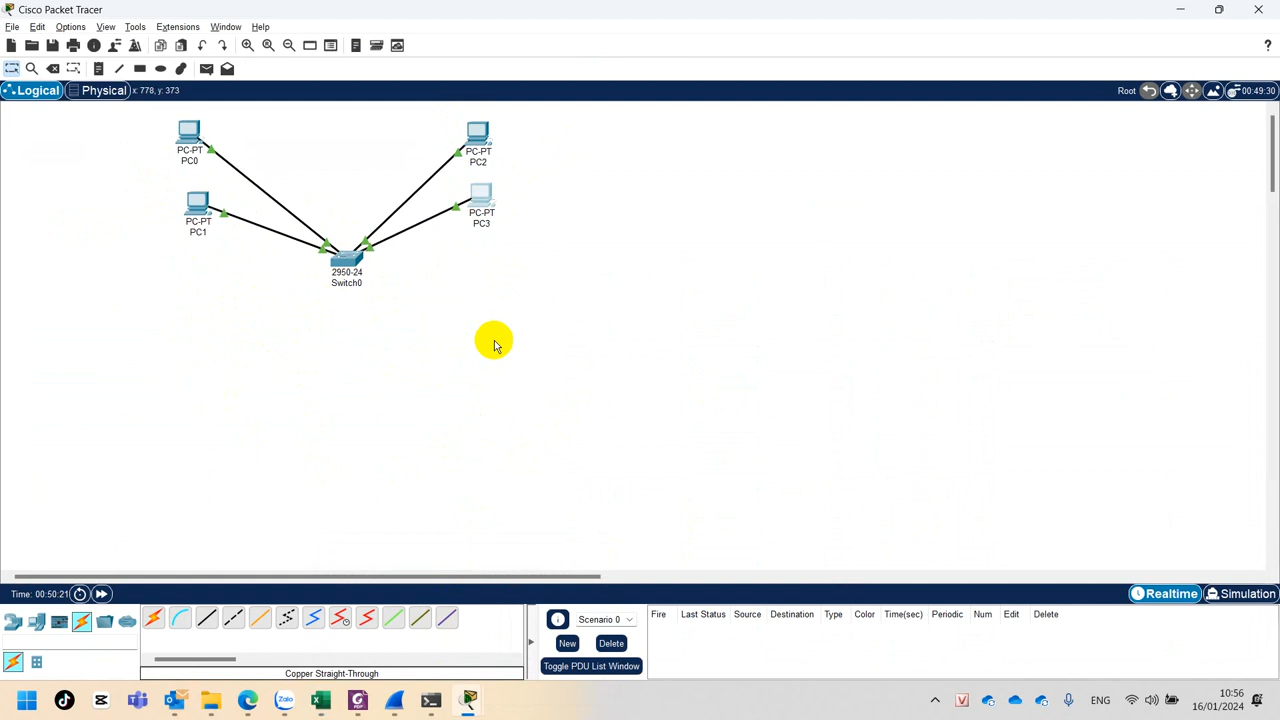 Cisco Packet Tracer
File Edit Options View Tools Extensions Window Help
Logical Physical x: 778, y: 373 Root 00:49:30
PC-PT
PC0
PC-PT
PC2
PC-PT
PC1
PC-PT
PC3
2950-24
Switch0
Time: 00:50:21 Realtime Simulation
Scenario 0
New Delete
Toggle PDU List Window
Fire Last Status Source Destination Type Color Time(sec) Periodic Num Edit Delete
Copper Straight-Through
Zalo
ENG
10:56
16/01/2024